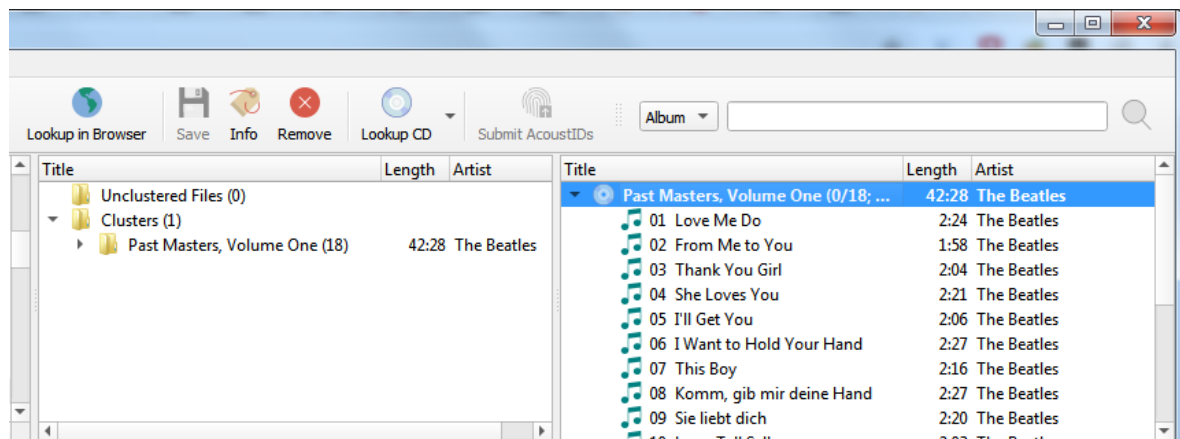 Lookup in Browser Save Info Remove Lookup CD Submit AcoustIDs Album
Title Length Artist
Unclustered Files (0)
Clusters (1)
Past Masters, Volume One (18) 42:28 The Beatles
Title Length Artist
Past Masters, Volume One (0/18; ... 42:28 The Beatles
01 Love Me Do 2:24 The Beatles
02 From Me to You 1:58 The Beatles
03 Thank You Girl 2:04 The Beatles
04 She Loves You 2:21 The Beatles
05 I'll Get You 2:06 The Beatles
06 I Want to Hold Your Hand 2:27 The Beatles
07 This Boy 2:16 The Beatles
08 Komm, gib mir deine Hand 2:27 The Beatles
09 Sie liebt dich 2:20 The Beatles